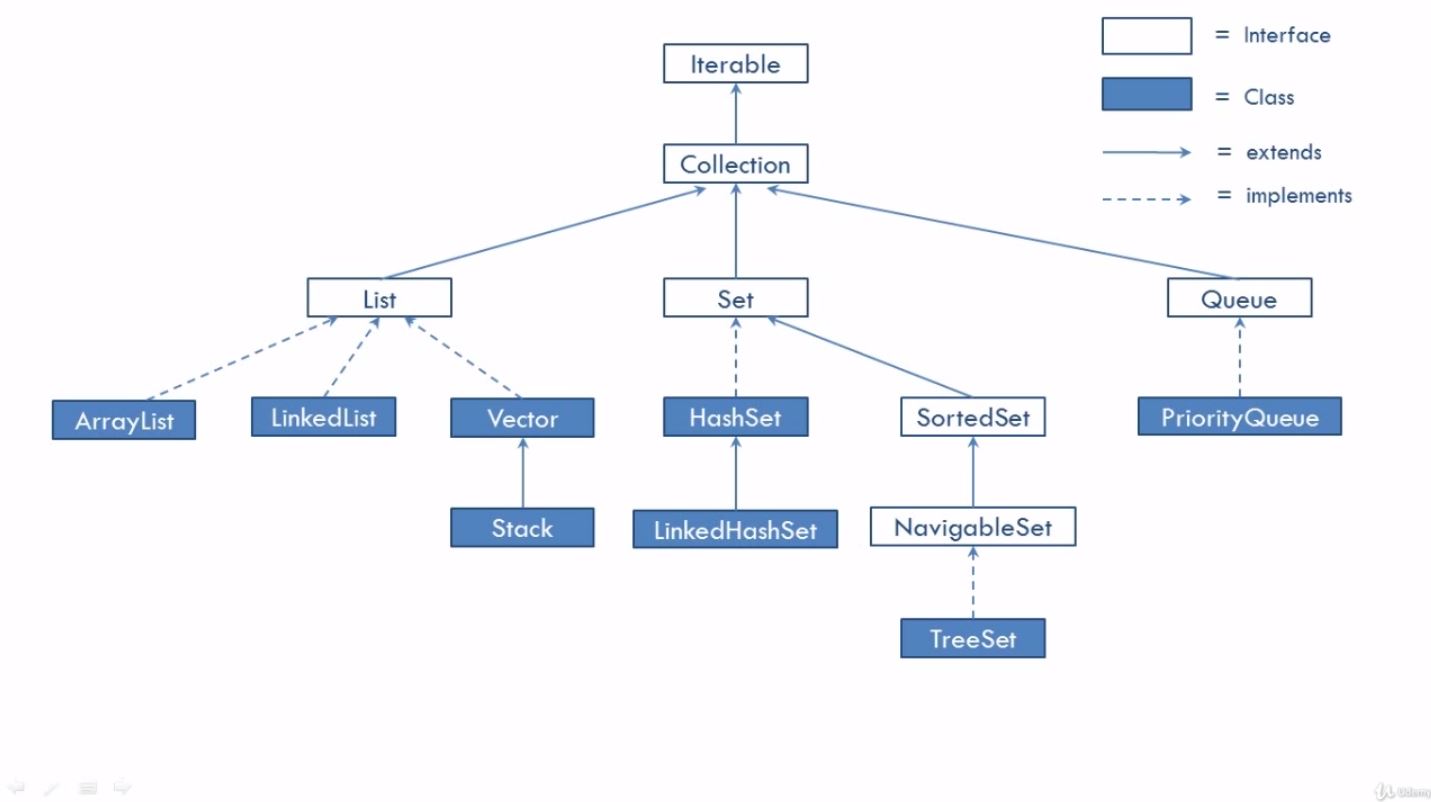 Iterable
= Interface
= Class
Collection
= extends
= implements
List
Set
Queue
ArrayList
LinkedList
Vector
HashSet
SortedSet
PriorityQueue
Stack
LinkedHashSet
NavigableSet
TreeSet
Udemy